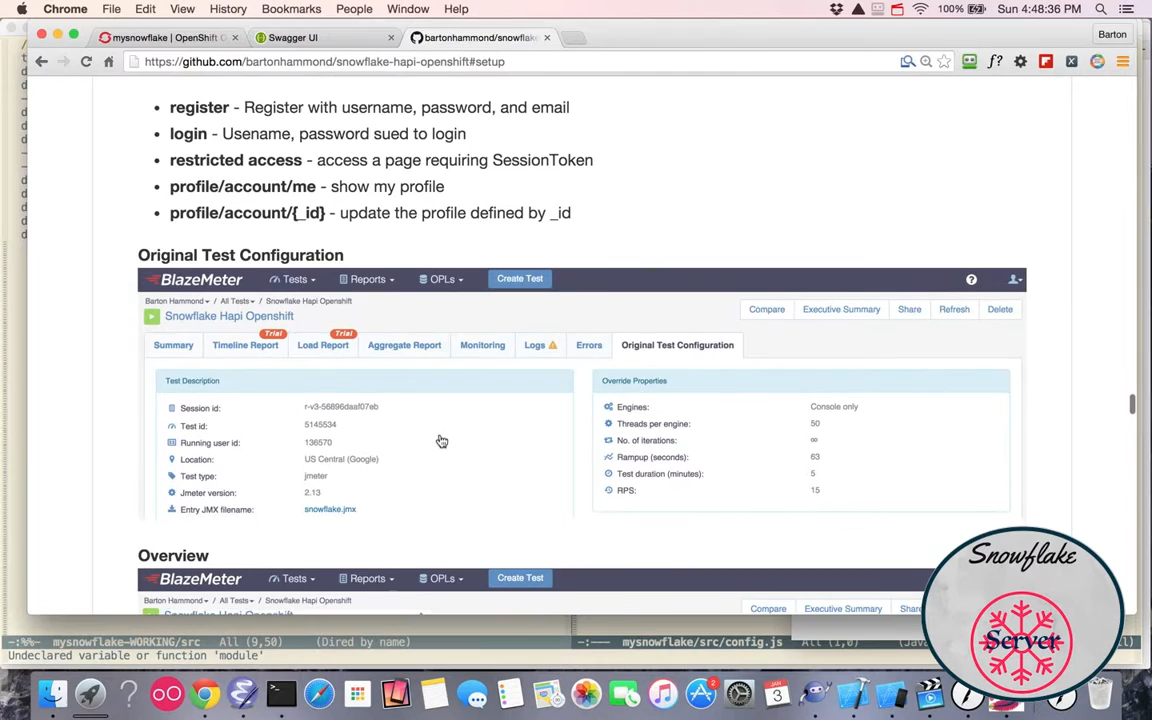 Chrome File Edit View History Bookmarks People Window Help 100% Sun 4:48:36 PM
mysnowflake | OpenShift O Swagger UI bartonhammond/snowflake- Barton
https://github.com/bartonhammond/snowflake-hapi-openshift#setup
register - Register with username, password, and email
login - Usename, password sued to login
restricted access - access a page requiring SessionToken
profile/account/me - show my profile
profile/account/{_id} - update the profile defined by _id
Original Test Configuration
BlazeMeter Tests Reports OPLs Create Test
Barton Hammond / All Tests / Snowflake Hapi Openshift
Snowflake Hapi Openshift
Compare Executive Summary Share Refresh Delete
Trial Trial
Summary Timeline Report Load Report Aggregate Report Monitoring Logs Errors Original Test Configuration
Test Description
Session id: r-v3-56896daaf07eb
Test id: 5145534
Running user id: 136570
Location: US Central (Google)
Test type: jmeter
Jmeter version: 2.13
Entry JMX filename: snowflake.jmx
Override Properties
Engines: Console only
Threads per engine: 50
No. of iterations: ∞
Rampup (seconds): 63
Test duration (minutes): 5
RPS: 15
Overview
BlazeMeter Tests Reports OPLs Create Test
Barton Hammond / All Tests / Snowflake Hapi Openshift
Snowflake Hapi Openshift
Compare Executive Summary
Snowflake
Server
-:%%- mysnowflake-WORKING/src All (9,50) (Dired by name)
-:--- mysnowflake/src/config.js All (1,0)
Undeclared variable or function 'module'
2
JAN
3